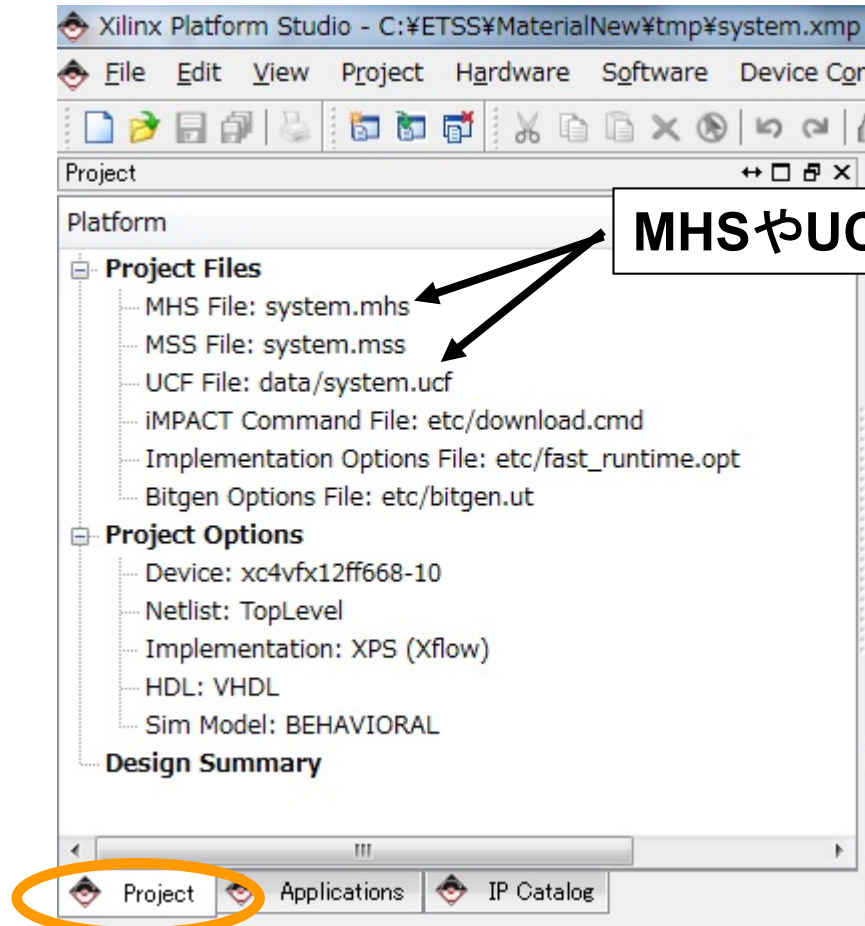 Xilinx Platform Studio - C:¥ETSS¥MaterialNew¥tmp¥system.xmp
File Edit View Project Hardware Software Device
Project
Platform
MHSやUC
Project Files
MHS File: system.mhs
MSS File: system.mss
UCF File: data/system.ucf
iMPACT Command File: etc/download.cmd
Implementation Options File: etc/fast_runtime.opt
Bitgen Options File: etc/bitgen.ut
Project Options
Device: xc4vfx12ff668-10
Netlist: TopLevel
Implementation: XPS (Xflow)
HDL: VHDL
Sim Model: BEHAVIORAL
Design Summary
Project Applications IP Catalog